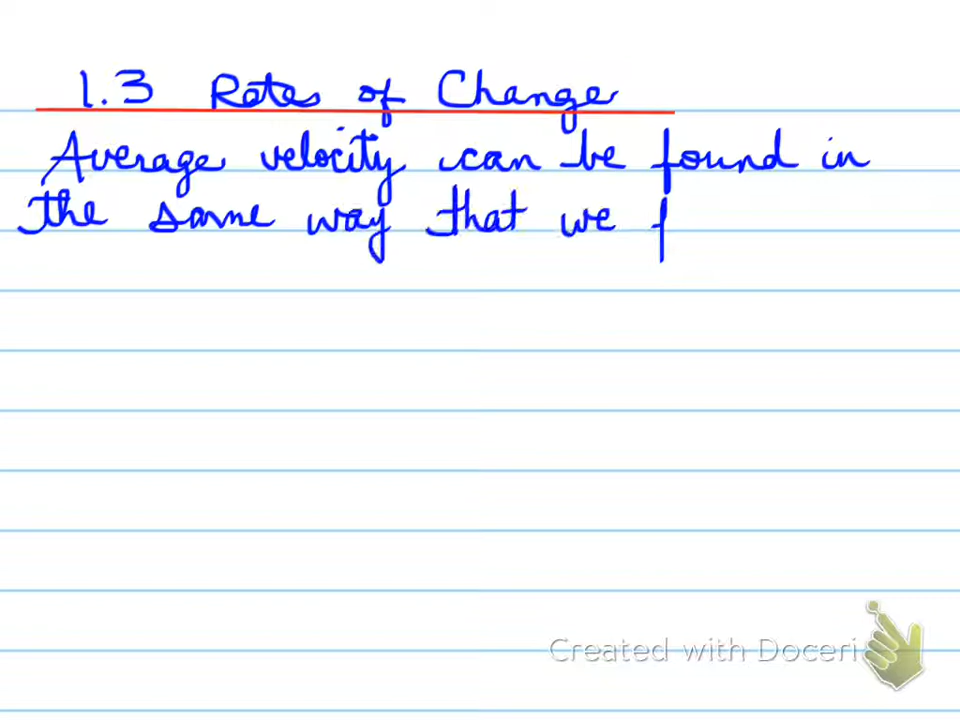 1.3 Rates of Change
Average velocity can be found in
the same way that we f
Created with Doceri